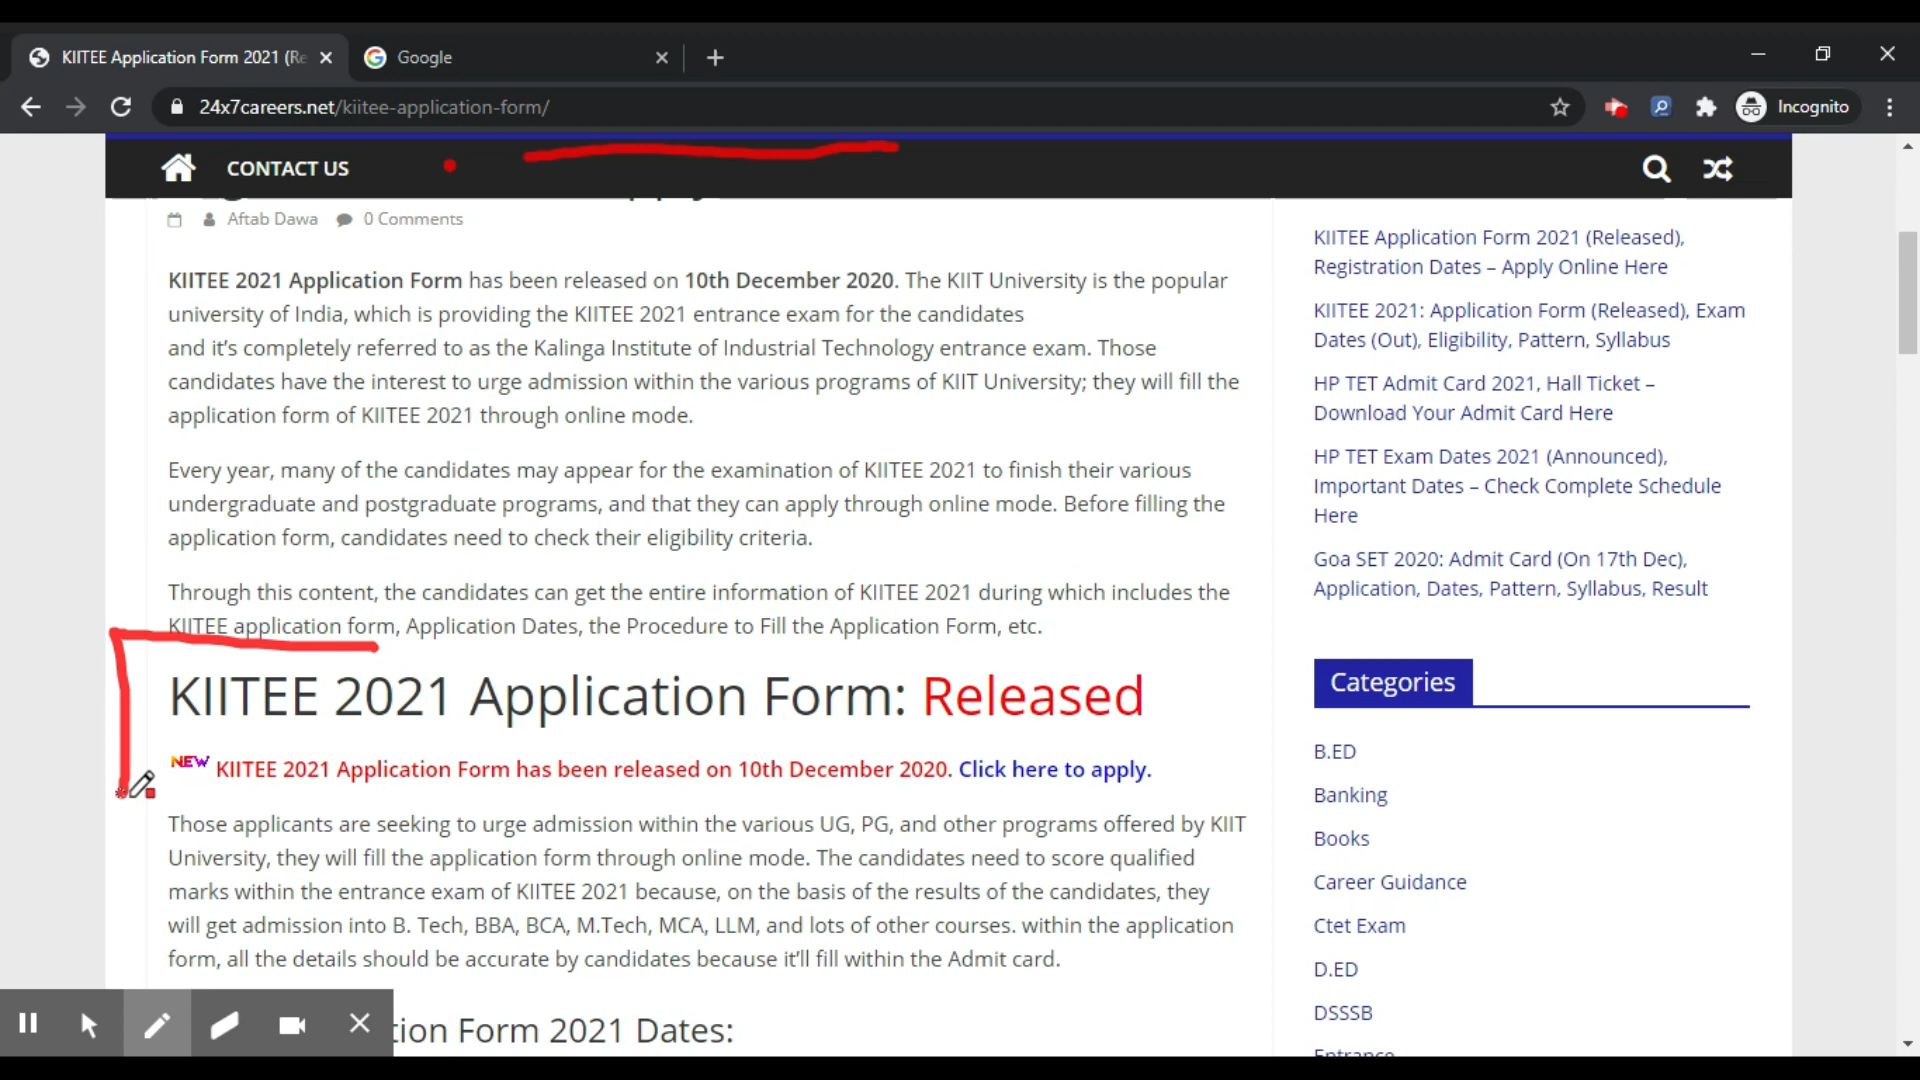 KIITEE Application Form 2021 (Re
Google
24x7careers.net/kiitee-application-form/
Incognito
CONTACT US
Aftab Dawa 0 Comments
KIITEE 2021 Application Form has been released on 10th December 2020. The KIIT University is the popular
university of India, which is providing the KIITEE 2021 entrance exam for the candidates
and it's completely referred to as the Kalinga Institute of Industrial Technology entrance exam. Those
candidates have the interest to urge admission within the various programs of KIIT University; they will fill the
application form of KIITEE 2021 through online mode.
Every year, many of the candidates may appear for the examination of KIITEE 2021 to finish their various
undergraduate and postgraduate programs, and that they can apply through online mode. Before filling the
application form, candidates need to check their eligibility criteria.
Through this content, the candidates can get the entire information of KIITEE 2021 during which includes the
KIITEE application form, Application Dates, the Procedure to Fill the Application Form, etc.
KIITEE 2021 Application Form: Released
NEW KIITEE 2021 Application Form has been released on 10th December 2020. Click here to apply.
Those applicants are seeking to urge admission within the various UG, PG, and other programs offered by KIIT
University, they will fill the application form through online mode. The candidates need to score qualified
marks within the entrance exam of KIITEE 2021 because, on the basis of the results of the candidates, they
will get admission into B. Tech, BBA, BCA, M.Tech, MCA, LLM, and lots of other courses. within the application
form, all the details should be accurate by candidates because it'll fill within the Admit card.
tion Form 2021 Dates:
KIITEE Application Form 2021 (Released),
Registration Dates – Apply Online Here
KIITEE 2021: Application Form (Released), Exam
Dates (Out), Eligibility, Pattern, Syllabus
HP TET Admit Card 2021, Hall Ticket –
Download Your Admit Card Here
HP TET Exam Dates 2021 (Announced),
Important Dates – Check Complete Schedule
Here
Goa SET 2020: Admit Card (On 17th Dec),
Application, Dates, Pattern, Syllabus, Result
Categories
B.ED
Banking
Books
Career Guidance
Ctet Exam
D.ED
DSSSB
Entrance